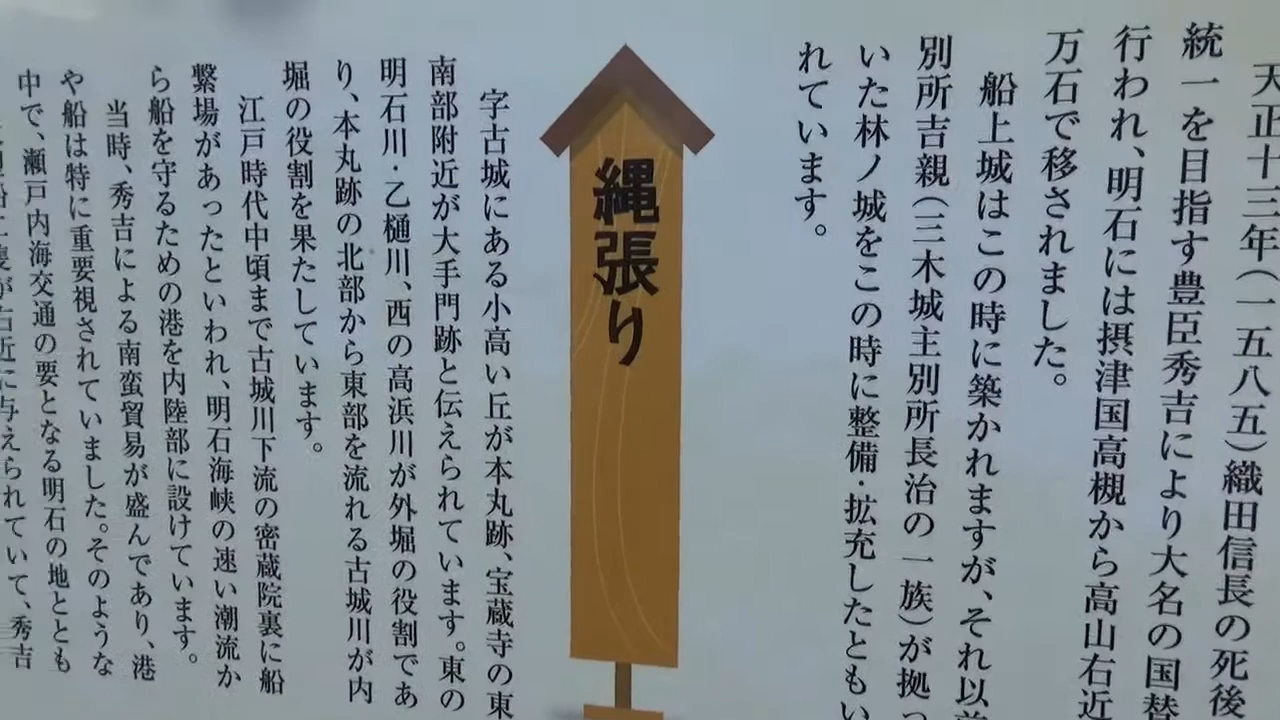 天正十三年（一五八五）織田信長の死後
統一を目指す豊臣秀吉により大名の国替
行われ、明石には摂津国高槻から高山右近
万石で移されました。
船上城はこの時に築かれますが、それ以前
別所吉親（三木城主別所長治の一族）が拠っ
いた林ノ城をこの時に整備・拡充したともい
れています。
縄張り
字古城にある小高い丘が本丸跡、宝蔵寺の東
南部附近が大手門跡と伝えられています。東の
明石川・乙樋川、西の高浜川が外堀の役割であ
り、本丸跡の北部から東部を流れる古城川が内
堀の役割を果たしています。
江戸時代中頃まで古城川下流の密蔵院裏に船
繋場があったといわれ、明石海峡の速い潮流か
ら船を守るための港を内陸部に設けています。
当時、秀吉による南蛮貿易が盛んであり、港
や船は特に重要視されていました。そのような
中で、瀬戸内海交通の要となる明石の地ととも
右近に与えられていて、秀吉